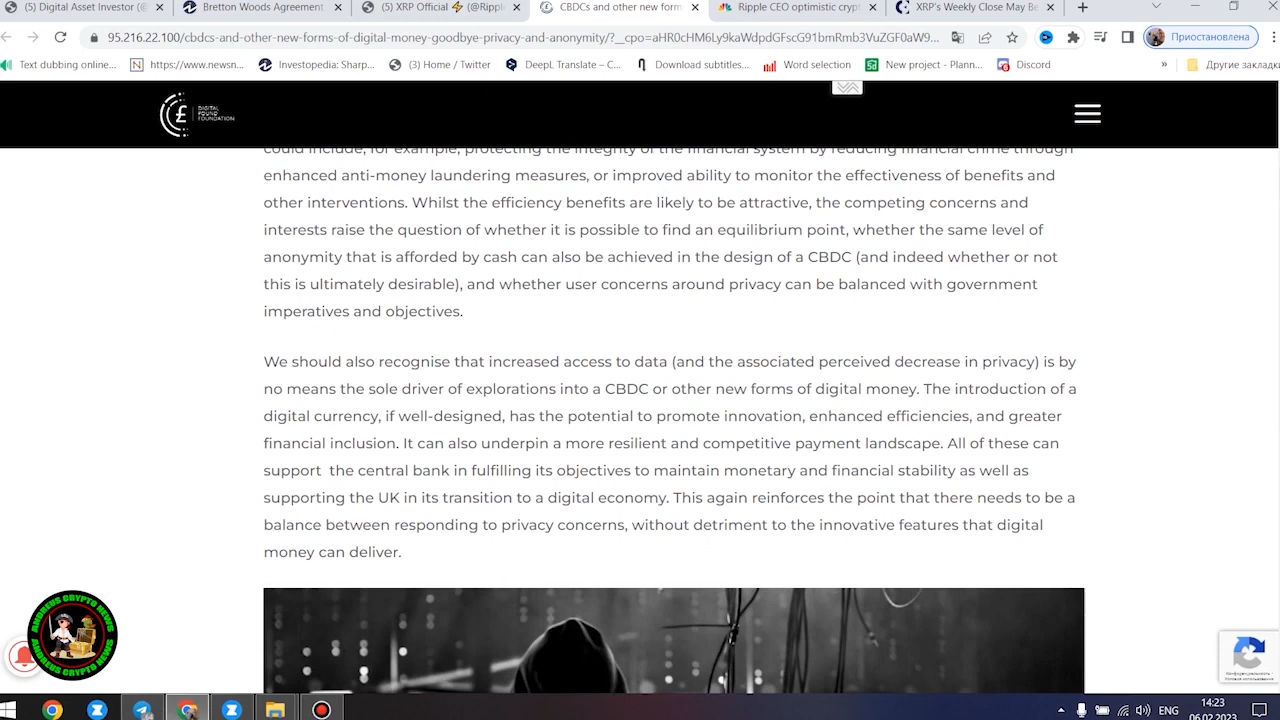 (5) Digital Asset Investor (@
Bretton Woods Agreement
(5) XRP Official ⚡ (@Ripple
CBDCs and other new form
Ripple CEO optimistic crypt
XRP's Weekly Close May Be
95.216.22.100/cbdcs-and-other-new-forms-of-digital-money-goodbye-privacy-and-anonymity/?__cpo=aHR0cHM6Ly9kaWdpdGFscG91bmRmb3VuZGF0aW9...
Приостановлена
Text dubbing online...
https://www.newsn...
Investopedia: Sharp...
(3) Home / Twitter
DeepL Translate – C...
Download subtitles...
Word selection
New project - Plann...
Discord
»
Другие закладки
DIGITAL
POUND
FOUNDATION
could include, for example, protecting the integrity of the financial system by reducing financial crime through
enhanced anti-money laundering measures, or improved ability to monitor the effectiveness of benefits and
other interventions. Whilst the efficiency benefits are likely to be attractive, the competing concerns and
interests raise the question of whether it is possible to find an equilibrium point, whether the same level of
anonymity that is afforded by cash can also be achieved in the design of a CBDC (and indeed whether or not
this is ultimately desirable), and whether user concerns around privacy can be balanced with government
imperatives and objectives.
We should also recognise that increased access to data (and the associated perceived decrease in privacy) is by
no means the sole driver of explorations into a CBDC or other new forms of digital money. The introduction of a
digital currency, if well-designed, has the potential to promote innovation, enhanced efficiencies, and greater
financial inclusion. It can also underpin a more resilient and competitive payment landscape. All of these can
support the central bank in fulfilling its objectives to maintain monetary and financial stability as well as
supporting the UK in its transition to a digital economy. This again reinforces the point that there needs to be a
balance between responding to privacy concerns, without detriment to the innovative features that digital
money can deliver.
ANDREUS CRYPTO NEWS
ANDREUS CRYPTO NEWS
Конфиденциальность -
Условия использования
ENG
14:23
06.02.2023